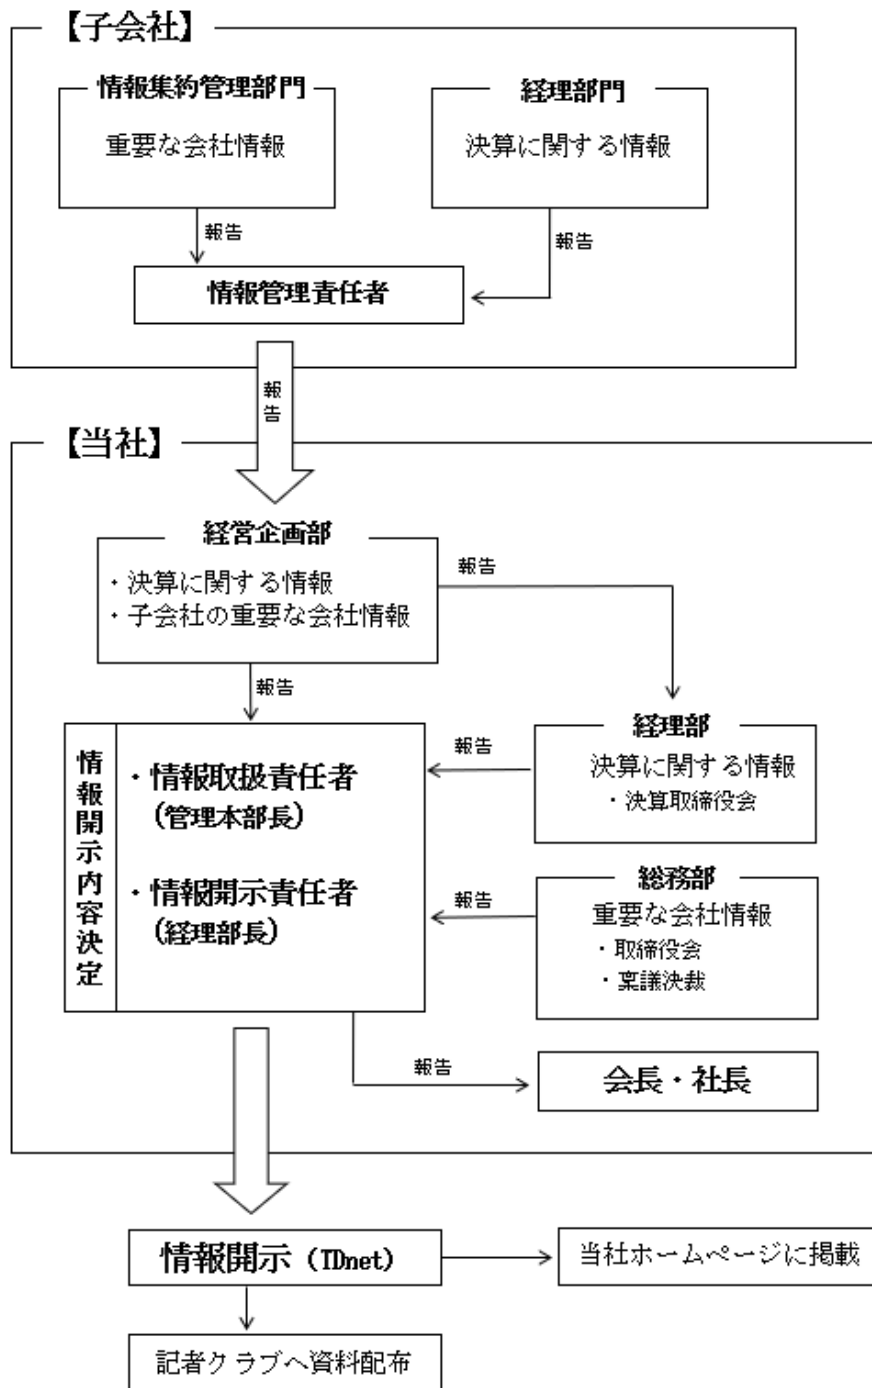 【子会社】
情報集約管理部門
重要な会社情報
経理部門
決算に関する情報
報告
報告
情報管理責任者
報告
【当社】
経営企画部
・決算に関する情報
・子会社の重要な会社情報
報告
報告
経理部
決算に関する情報
・決算取締役会
報告
情報開示内容決定
・情報取扱責任者
（管理本部長）
・情報開示責任者
（経理部長）
総務部
重要な会社情報
・取締役会
・稟議決裁
報告
報告
会長・社長
情報開示（TDnet）
当社ホームページに掲載
記者クラブへ資料配布